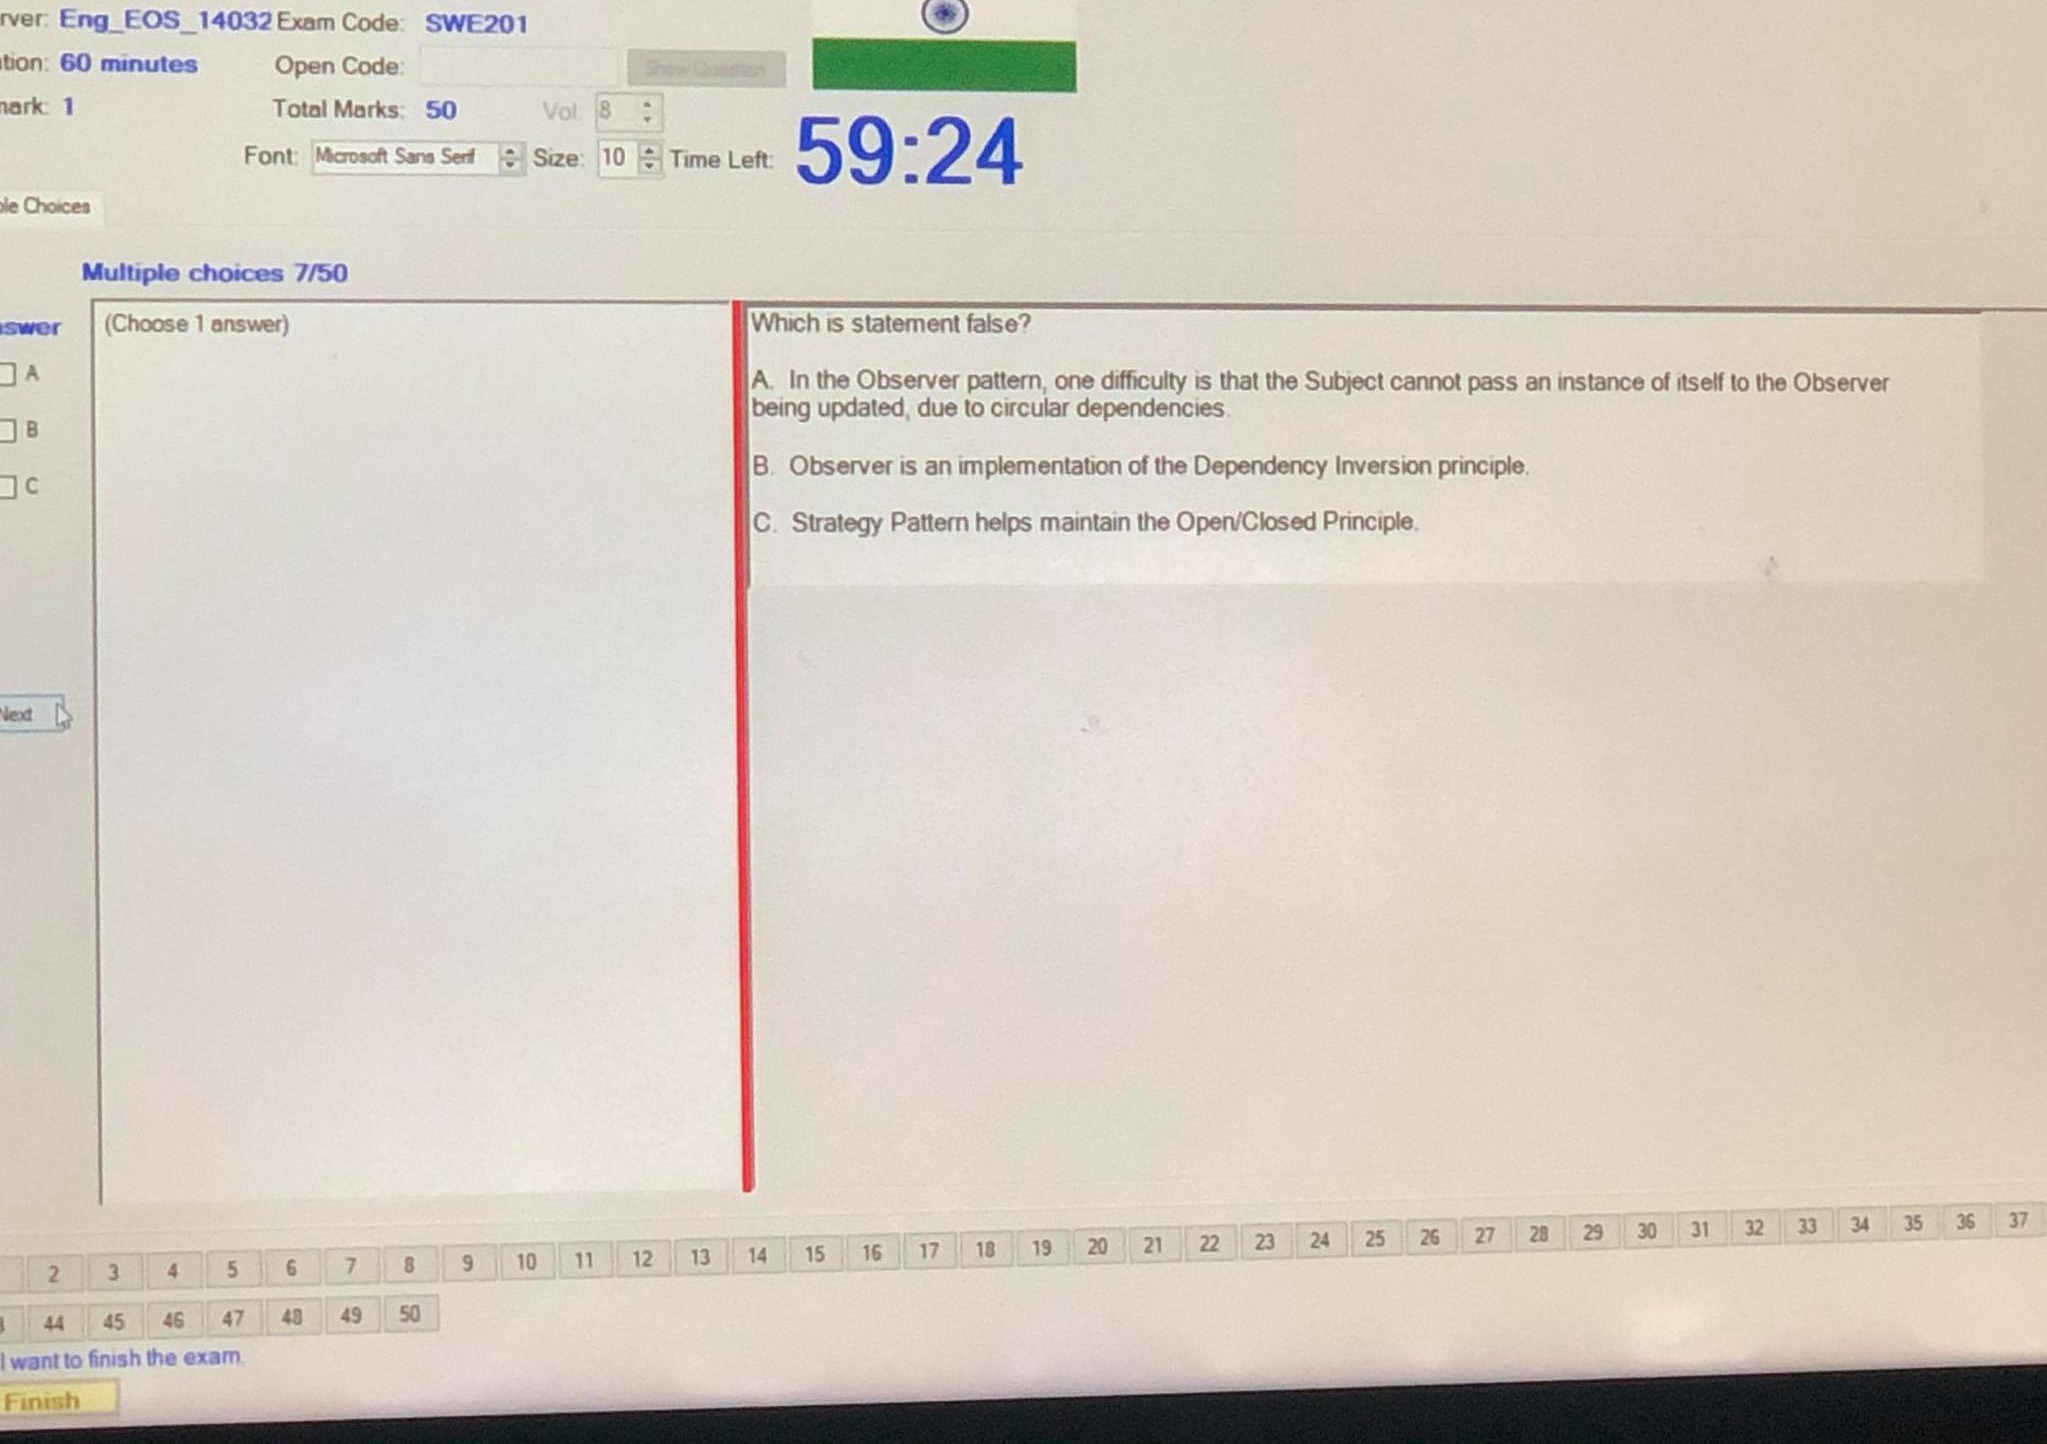 Eng_EOS_14032 Exam Code: SWE201
60 minutes Open Code: Show Question
1 Total Marks: 50 Vol: 8
Font: Microsoft Sans Serif Size: 10 Time Left: 59:24
Choices
Multiple choices 7/50
(Choose 1 answer)
A
B
C
Next
Which is statement false?
A. In the Observer pattern, one difficulty is that the Subject cannot pass an instance of itself to the Observer
being updated, due to circular dependencies.
B. Observer is an implementation of the Dependency Inversion principle.
C. Strategy Pattern helps maintain the Open/Closed Principle.
2 3 4 5 6 7 8 9 10 11 12 13 14 15 16 17 18 19 20 21 22 23 24 25 26 27 28 29 30 31 32 33 34 35 36 37
44 45 46 47 48 49 50
I want to finish the exam.
Finish